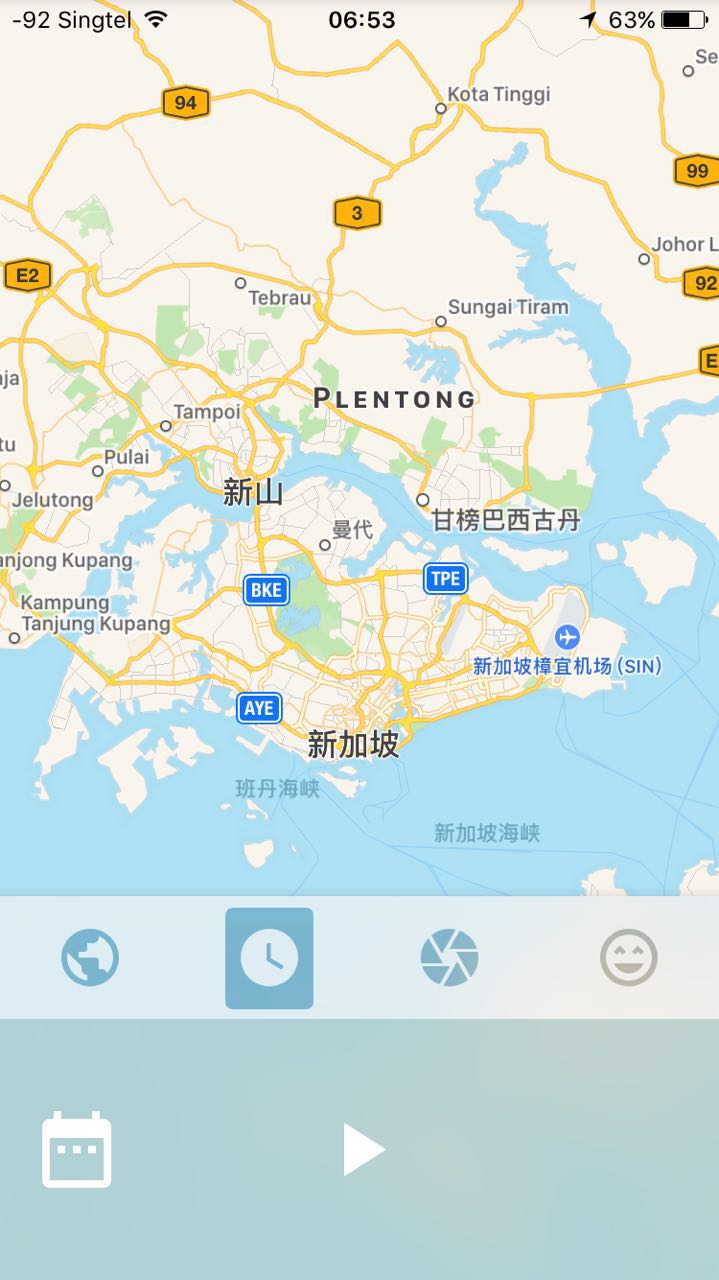 -92 Singtel
06:53
63%
Se
Kota Tinggi
94
99
3
Johor L
E2
92
Tebrau
Sungai Tiram
E
aja
PLENTONG
Tampoi
tu
Pulai
新山
Jelutong
甘榜巴西古丹
曼代
anjong Kupang
TPE
BKE
Kampung
Tanjung Kupang
新加坡樟宜机场 (SIN)
AYE
新加坡
班丹海峡
新加坡海峡